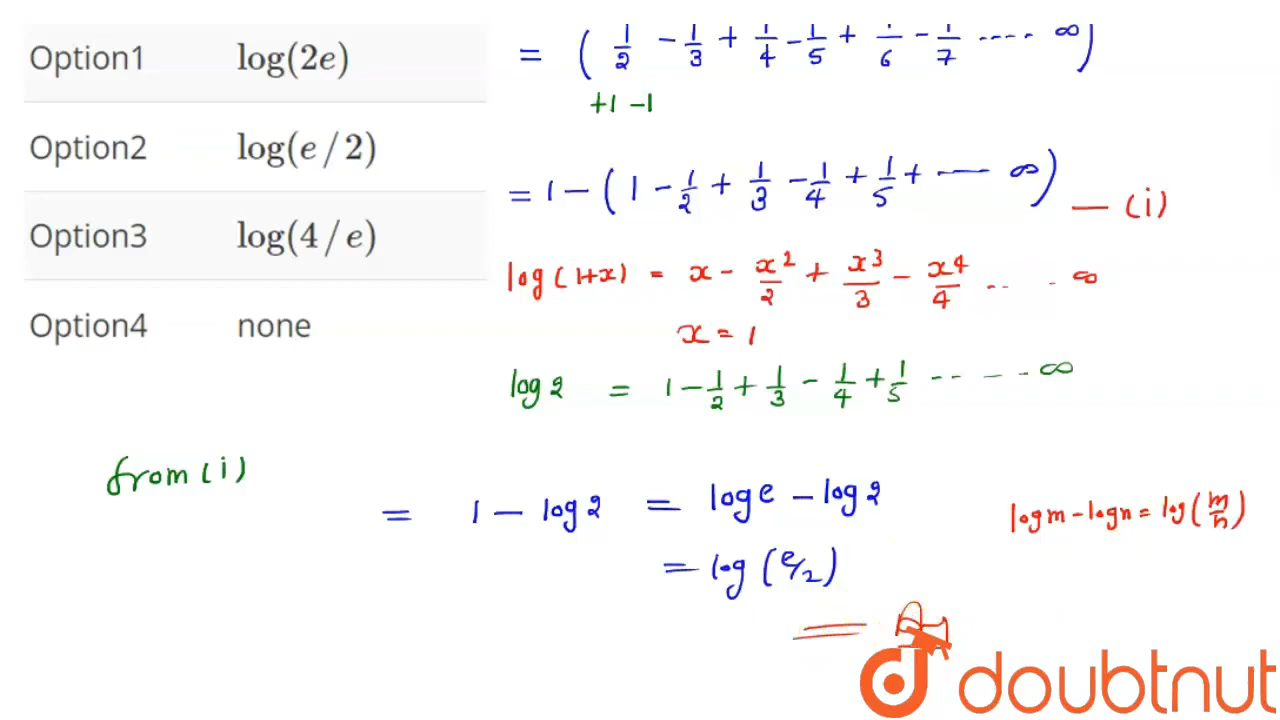 Option1 log(2e)
Option2 log(e/2)
Option3 log(4/e)
Option4 none
= ( 1/2 - 1/3 + 1/4 - 1/5 + 1/6 - 1/7 ..... ∞ )
+1 -1
= 1 - ( 1 - 1/2 + 1/3 - 1/4 + 1/5 + --- ∞ ) — (i)
log (1+x) = x - x²/2 + x³/3 - x⁴/4 .. .. ∞
x = 1
log 2 = 1 - 1/2 + 1/3 - 1/4 + 1/5 -- -- - ∞
from (i)
= 1 - log 2 = log e - log 2
log m - log n = log (m/n)
= log (e/2)
doubtnut